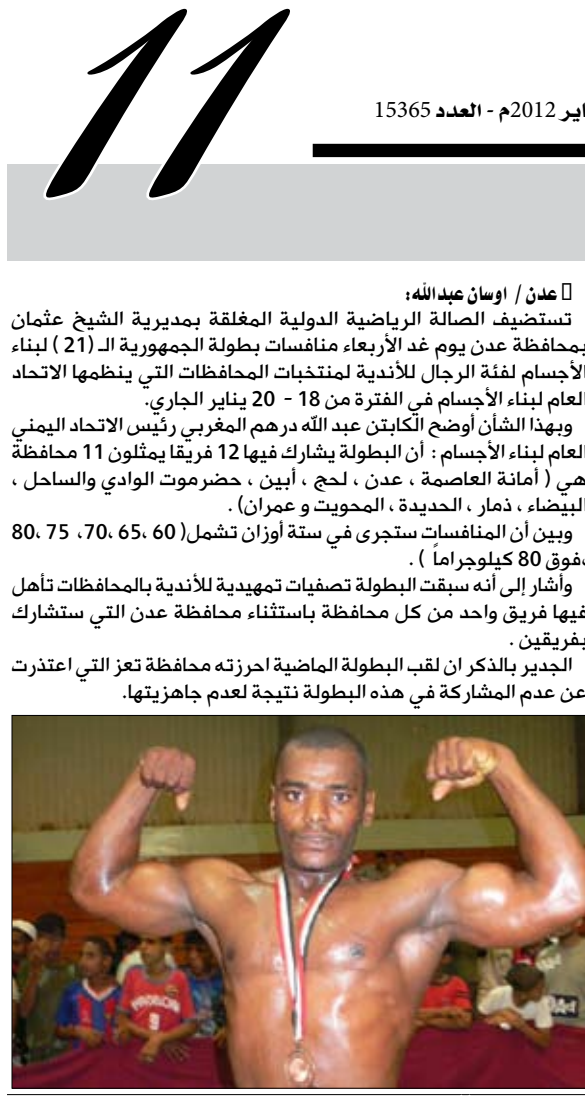 11
اير 2012م - العدد 15365
عدن / اوسان عبدالله:
تستضيف الصالة الرياضية الدولية المغلقة بمديرية الشيخ عثمان
بمحافظة عدن يوم غد الأربعاء منافسات بطولة الجمهورية الـ (21 ) لبناء
الأجسام لفئة الرجال للأندية لمنتخبات المحافظات التي ينظمها الاتحاد
العام لبناء الأجسام في الفترة من 18 - 20 يناير الجاري.
وبهذا الشأن أوضح الكابتن عبد الله درهم المغربي رئيس الاتحاد اليمني
العام لبناء الأجسام : أن البطولة يشارك فيها 12 فريقا يمثلون 11 محافظة
هي ( أمانة العاصمة ، عدن ، لحج ، أبين ، حضرموت الوادي والساحل ،
البيضاء ، ذمار ، الحديدة ، المحويت و عمران) .
وبين أن المنافسات ستجرى في ستة أوزان تشمل( 60 ،65 ،70، 75 ،80
،فوق 80 كيلوجراماً ) .
وأشار إلى أنه سبقت البطولة تصفيات تمهيدية للأندية بالمحافظات تأهل
فيها فريق واحد من كل محافظة باستثناء محافظة عدن التي ستشارك
بفريقين .
الجدير بالذكر ان لقب البطولة الماضية احرزته محافظة تعز التي اعتذرت
عن عدم المشاركة في هذه البطولة نتيجة لعدم جاهزيتها.